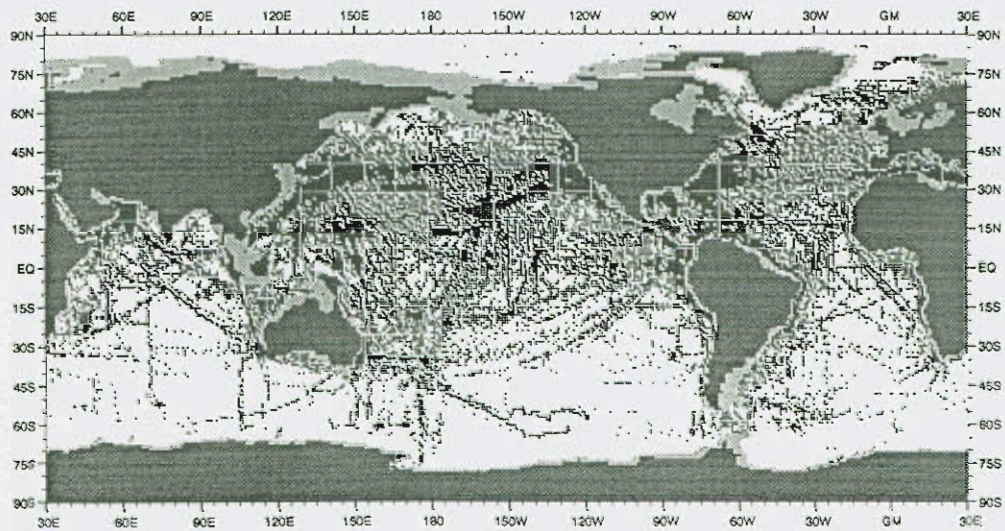 30E 60E 90E 120E 150E 180 150W 120W 90W 60W 30W GM 30E
90N 90N
75N 75N
60N 60N
45N 45N
30N 30N
15N 15N
EQ EQ
15S 15S
30S 30S
45S 45S
60S 60S
75S 75S
90S 90S
30E 60E 90E 120E 150E 180 150W 120W 90W 60W 30W GM 30E